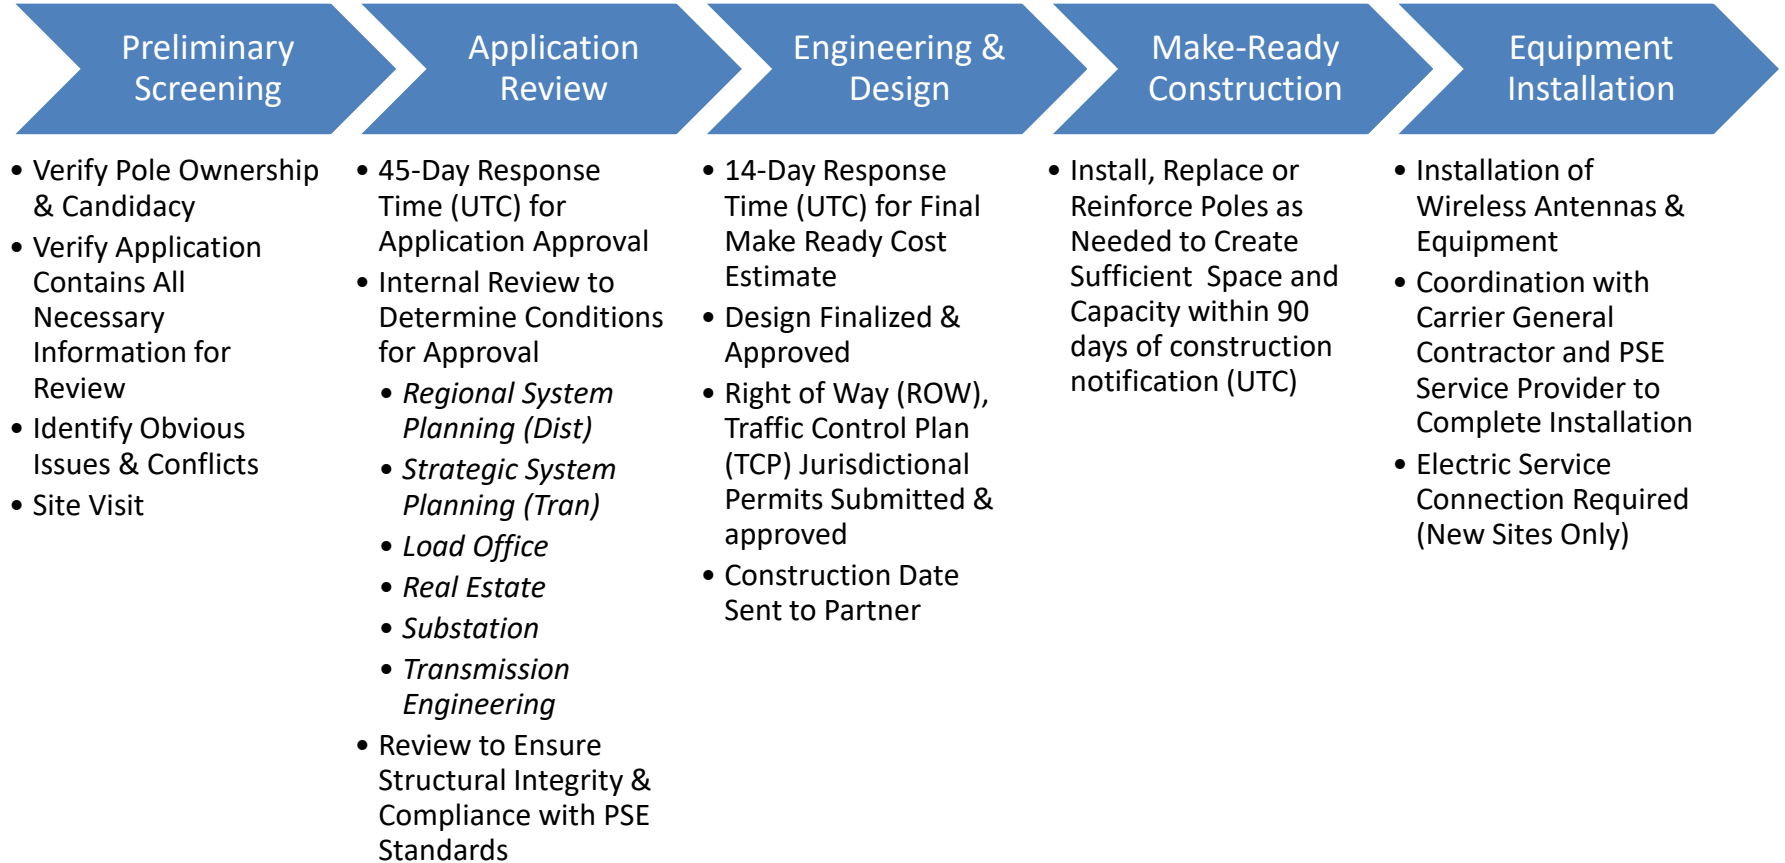 Preliminary
Screening
Application
Review
Engineering &
Design
Make-Ready
Construction
Equipment
Installation
• Verify Pole Ownership
& Candidacy
• Verify Application
Contains All
Necessary
Information for
Review
• Identify Obvious
Issues & Conflicts
• Site Visit
• 45-Day Response
Time (UTC) for
Application Approval
• Internal Review to
Determine Conditions
for Approval
• Regional System
Planning (Dist)
• Strategic System
Planning (Tran)
• Load Office
• Real Estate
• Substation
• Transmission
Engineering
• Review to Ensure
Structural Integrity &
Compliance with PSE
Standards
• 14-Day Response
Time (UTC) for Final
Make Ready Cost
Estimate
• Design Finalized &
Approved
• Right of Way (ROW),
Traffic Control Plan
(TCP) Jurisdictional
Permits Submitted &
approved
• Construction Date
Sent to Partner
• Install, Replace or
Reinforce Poles as
Needed to Create
Sufficient  Space and
Capacity within 90
days of construction
notification (UTC)
• Installation of
Wireless Antennas &
Equipment
• Coordination with
Carrier General
Contractor and PSE
Service Provider to
Complete Installation
• Electric Service
Connection Required
(New Sites Only)